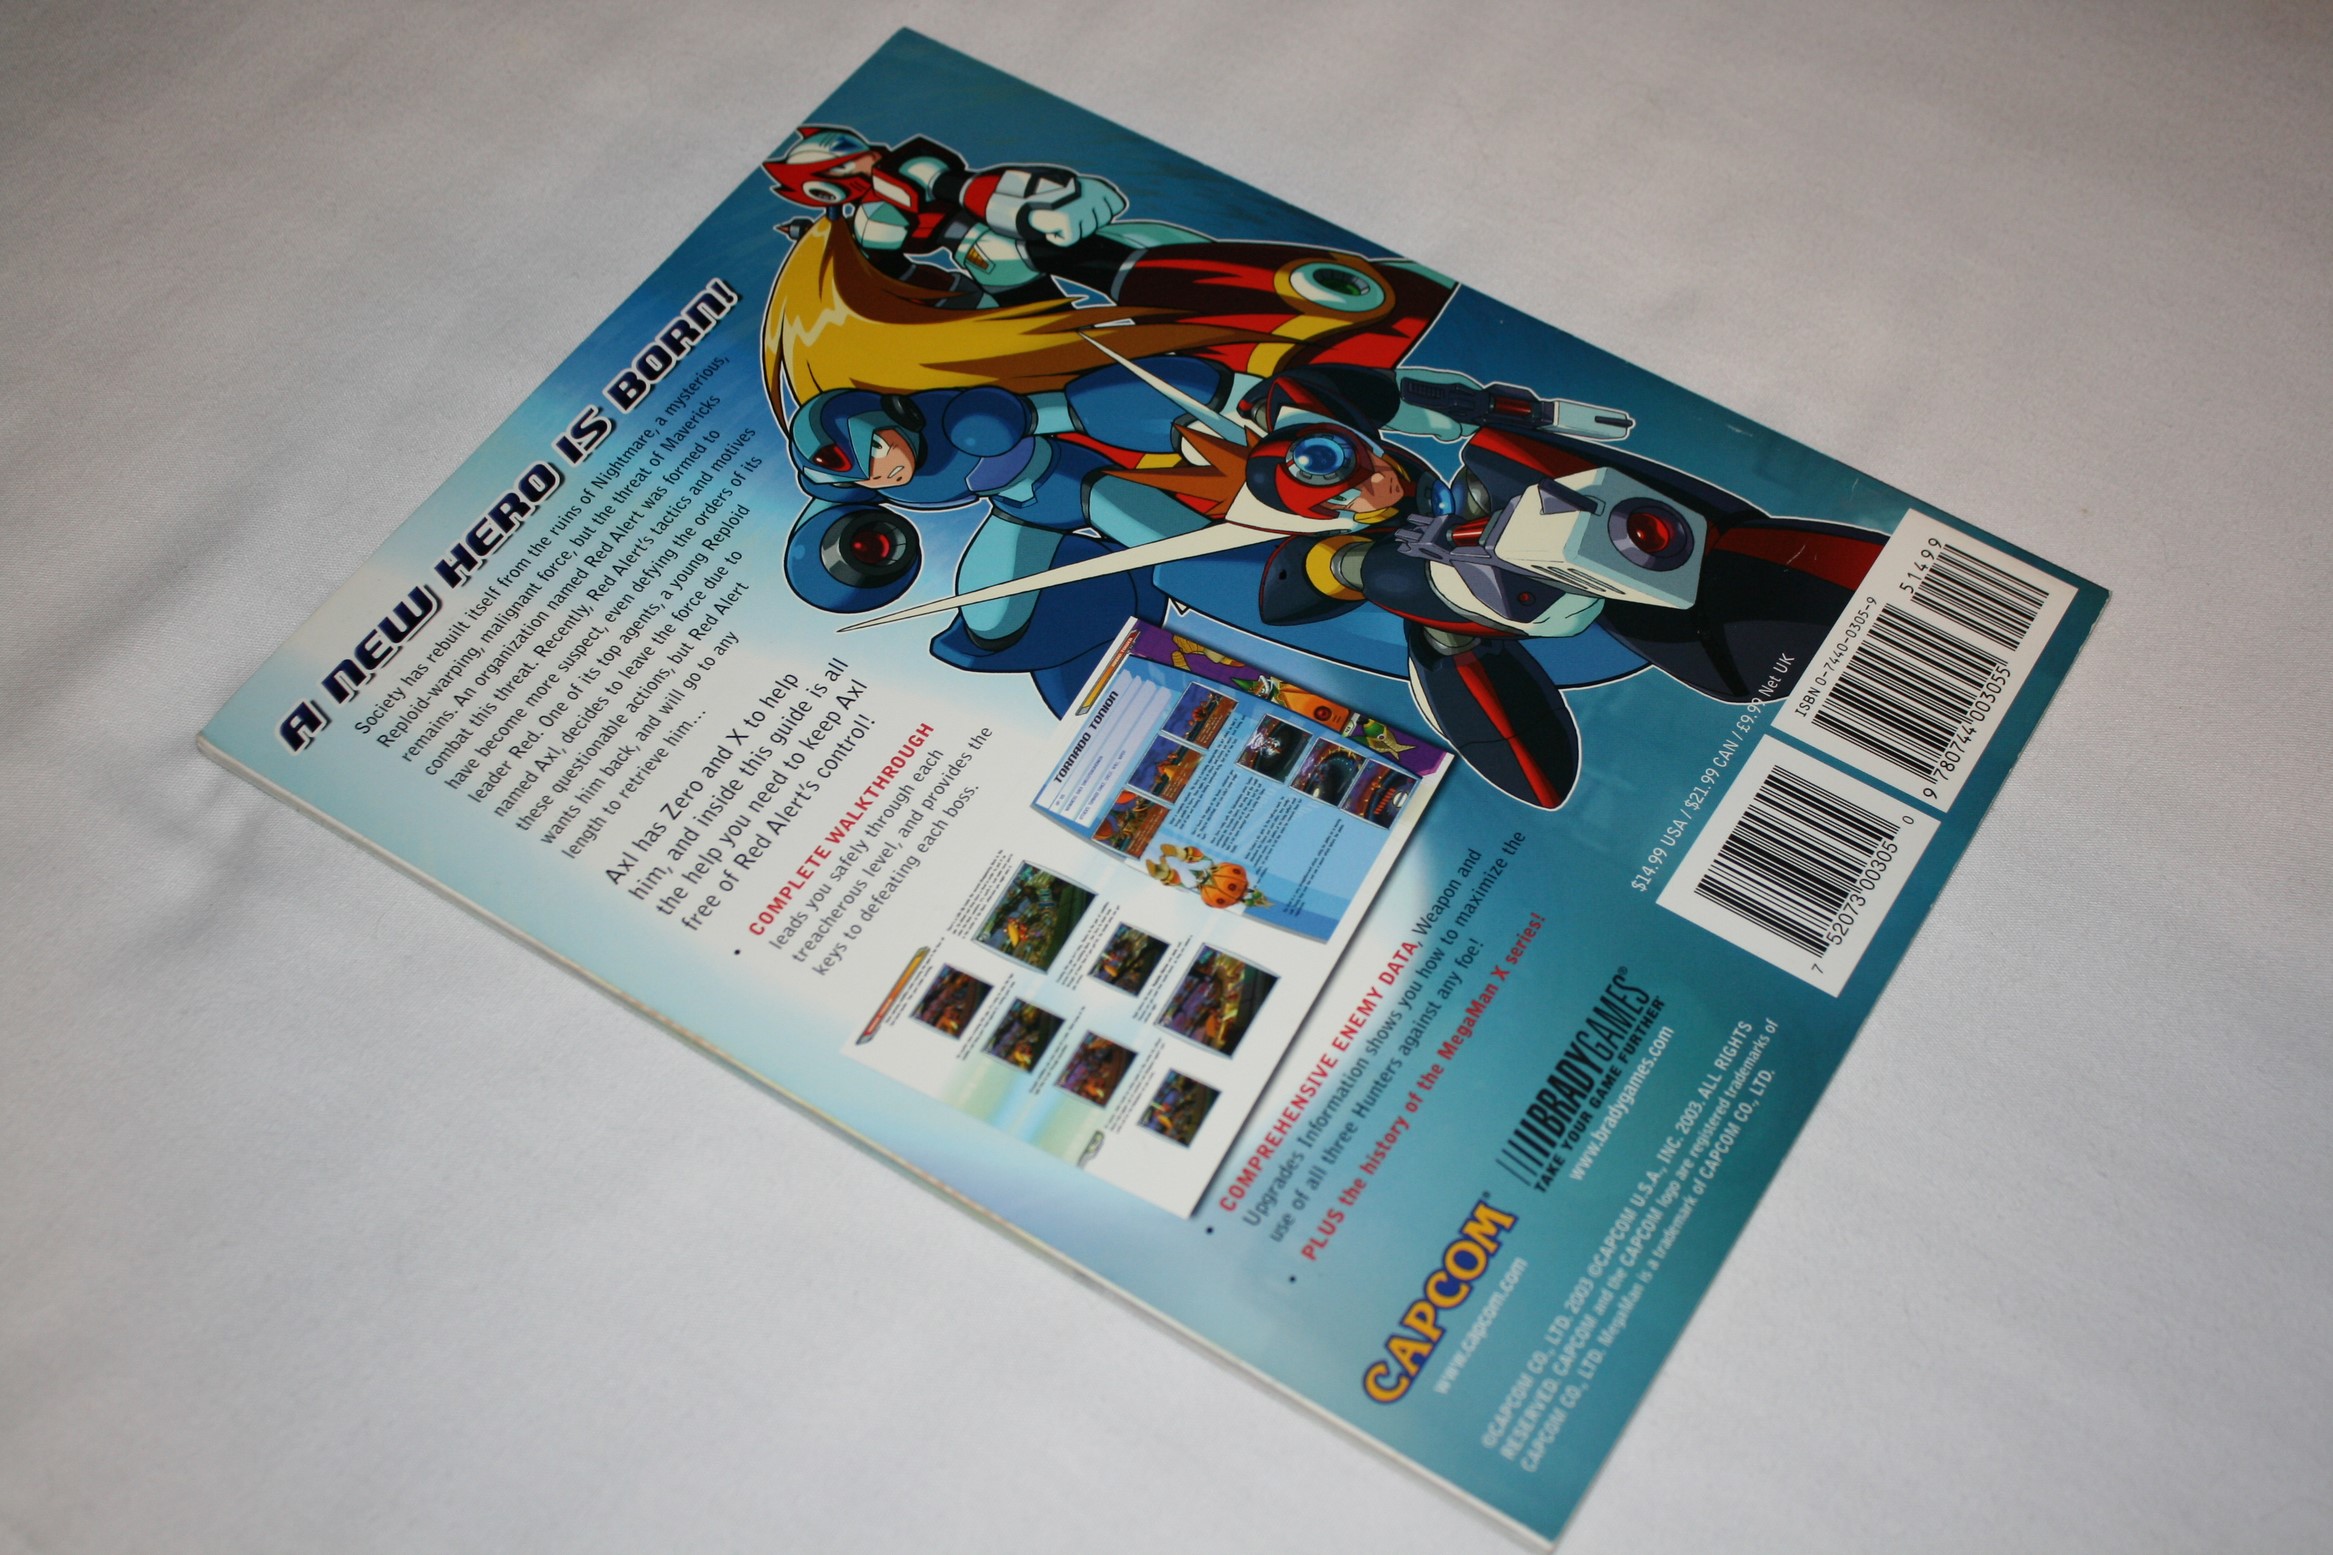 A NEW HERO IS BORN!
Society has rebuilt itself from the ruins of Nightmare, a mysterious,
Reploid-warping, malignant force, but the threat of Mavericks
remains. An organization named Red Alert was formed to
combat this threat. Recently, Red Alert's tactics and motives
have become more suspect, even defying the orders of its
leader Red. One of its top agents, a young Reploid
named Axl, decides to leave the force due to
these questionable actions, but Red Alert
wants him back, and will go to any
length to retrieve him...
Axl has Zero and X to help
him, and inside this guide is all
the help you need to keep Axl
free of Red Alert's control!
• COMPLETE WALKTHROUGH
leads you safely through each
treacherous level, and provides the
keys to defeating each boss.
TORNADO TONION
• COMPREHENSIVE ENEMY DATA, Weapon and
Upgrades Information shows you how to maximize the
use of all three Hunters against any foe!
• PLUS the history of the MegaMan X series!
CAPCOM®
www.capcom.com
BRADYGAMES®
TAKE YOUR GAME FURTHER®
www.bradygames.com
©CAPCOM CO., LTD. 2003 ©CAPCOM U.S.A., INC. 2003. ALL RIGHTS
RESERVED. CAPCOM and the CAPCOM logo are registered trademarks of
CAPCOM CO., LTD. MegaMan is a trademark of CAPCOM CO., LTD.
$14.99 USA / $21.99 CAN / £9.99 Net UK
ISBN 0-7440-0305-9
51499
9 780744 003055
7 52073 00305 0